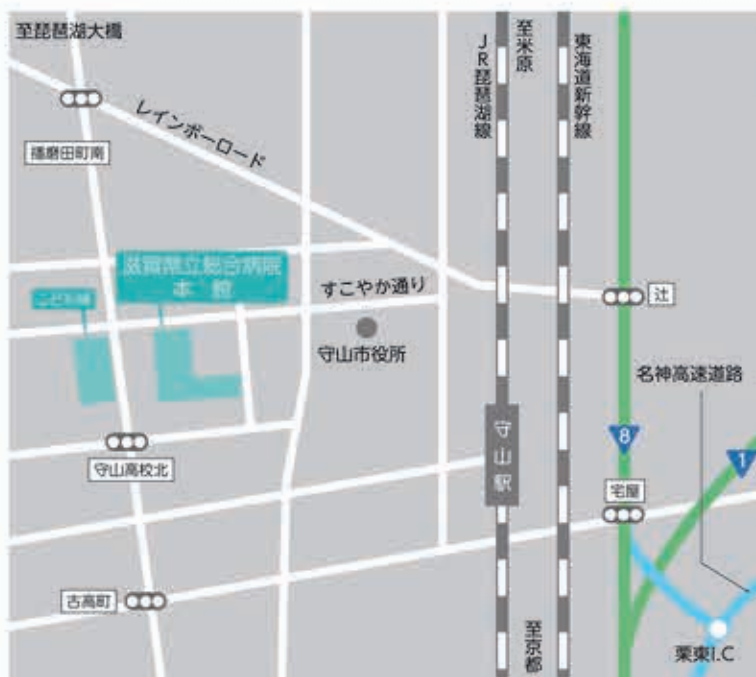 至琵琶湖大橋
播磨田町南
レインボーロード
JR琵琶湖線
至米原
東海道新幹線
滋賀県立総合病院
本館
こども棟
すこやか通り
守山市役所
辻
名神高速道路
8
1
守山駅
宅屋
守山高校北
古高町
至京都
栗東I.C